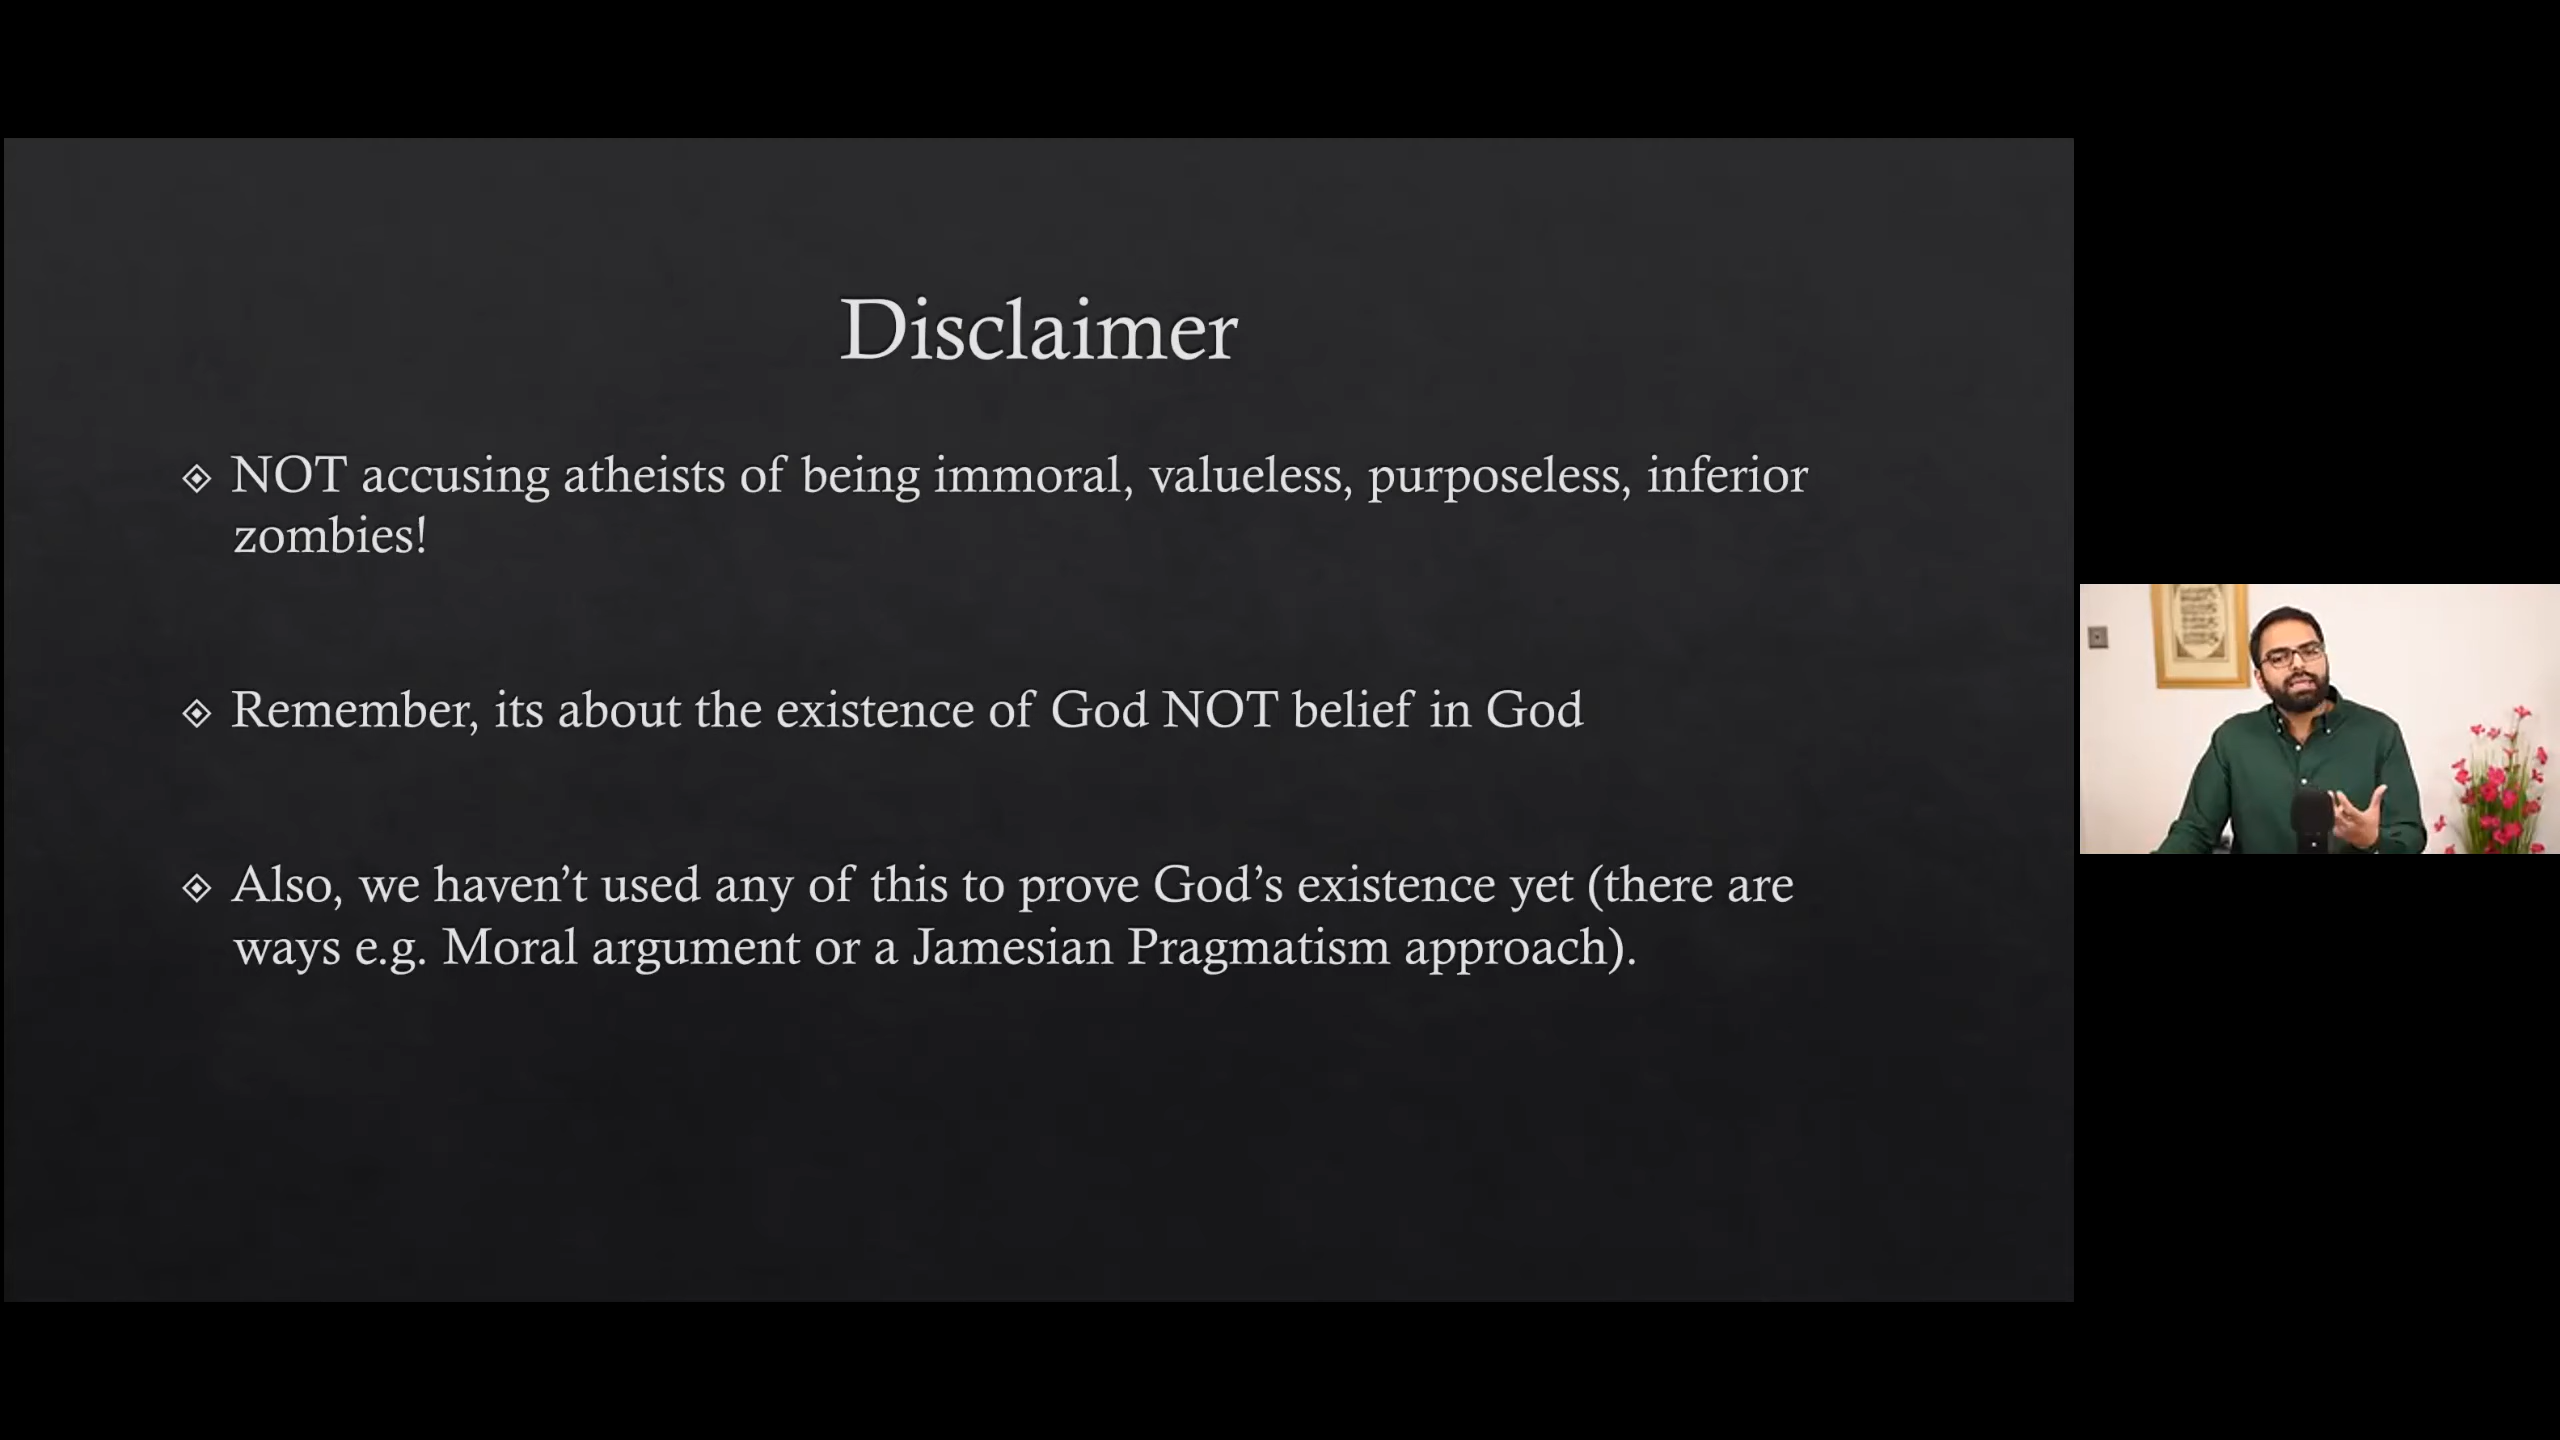 Disclaimer
NOT accusing atheists of being immoral, valueless, purposeless, inferior
zombies!
Remember, its about the existence of God NOT belief in God
Also, we haven’t used any of this to prove God’s existence yet (there are
ways e.g. Moral argument or a Jamesian Pragmatism approach).